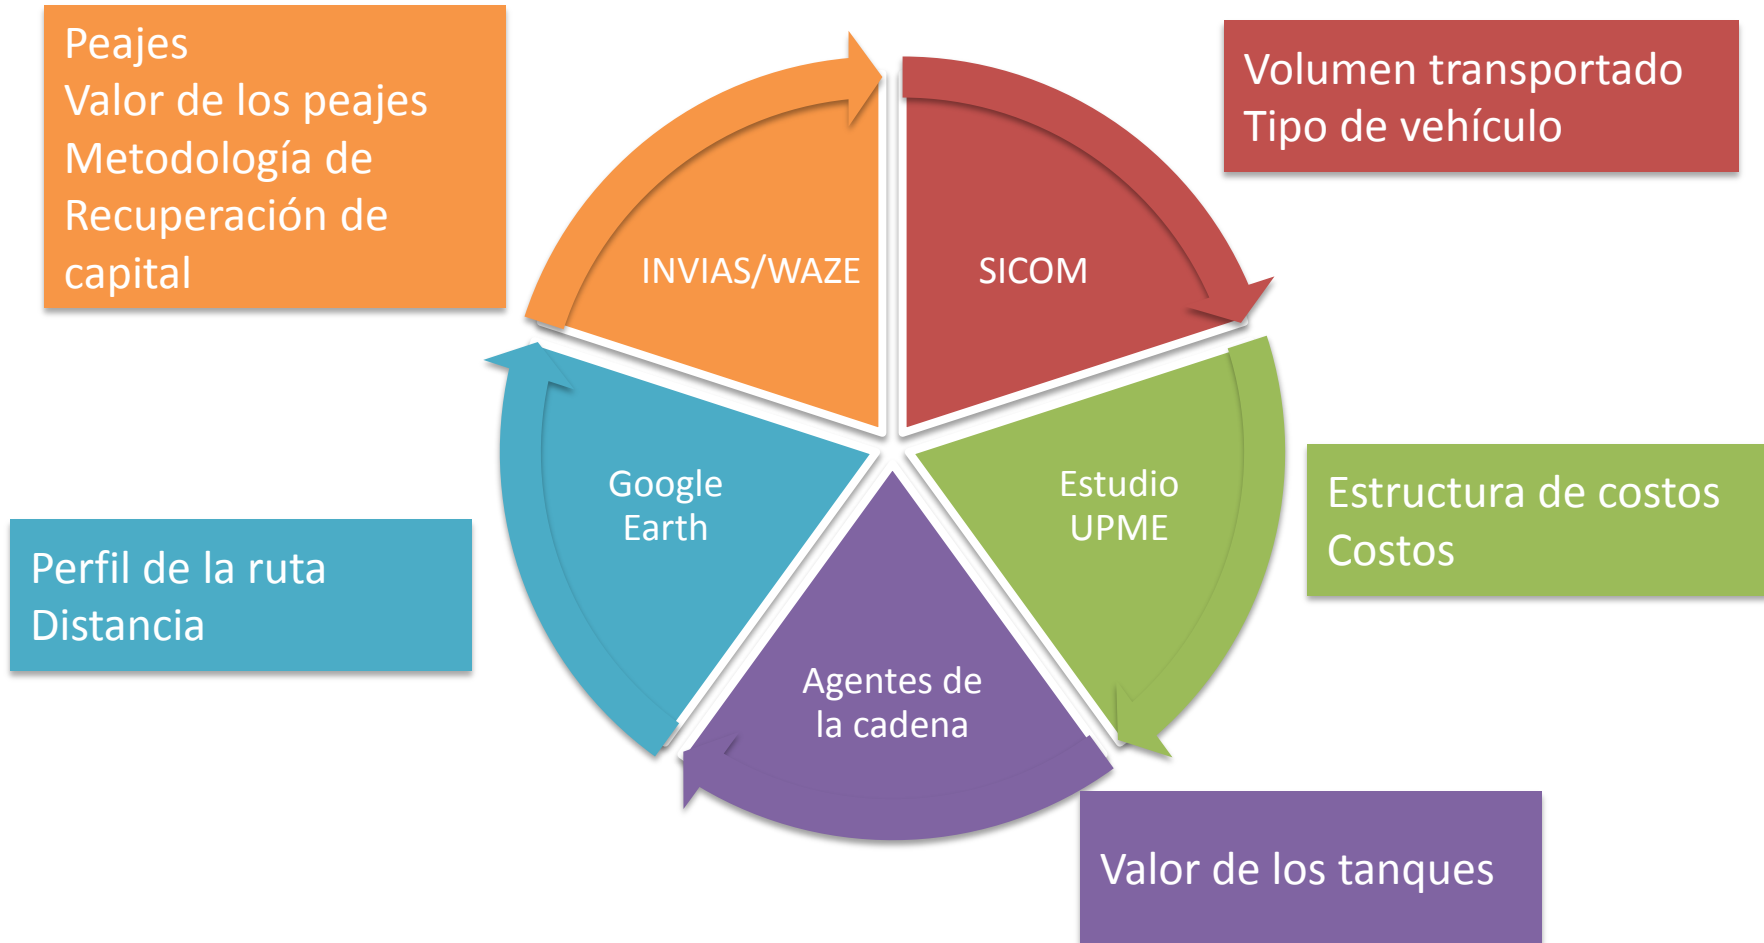 Peajes
Valor de los peajes
Metodología de
Recuperación de
capital
Volumen transportado
Tipo de vehículo
INVIAS/WAZE
SICOM
Google
Earth
Estudio
UPME
Estructura de costos
Costos
Perfil de la ruta
Distancia
Agentes de
la cadena
Valor de los tanques